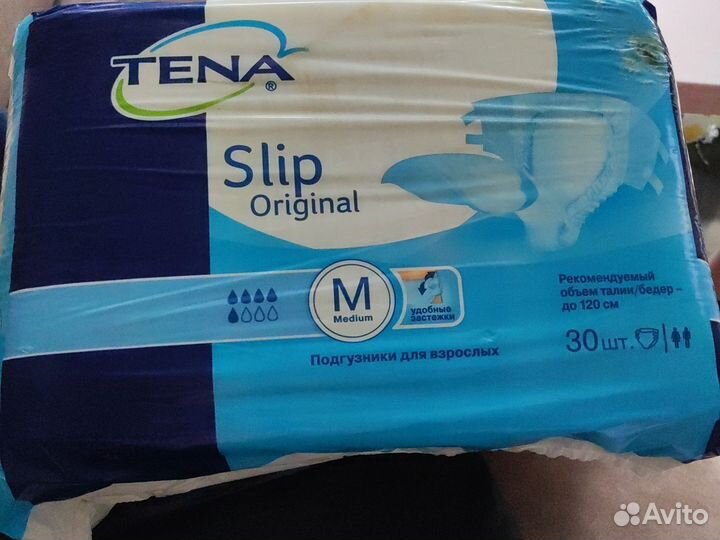 TENA®
Slip
Original
M
Medium
удобные
застежки
Рекомендуемый
объем талии/бедер –
до 120 см
30 шт.
Подгузники для взрослых
Avito